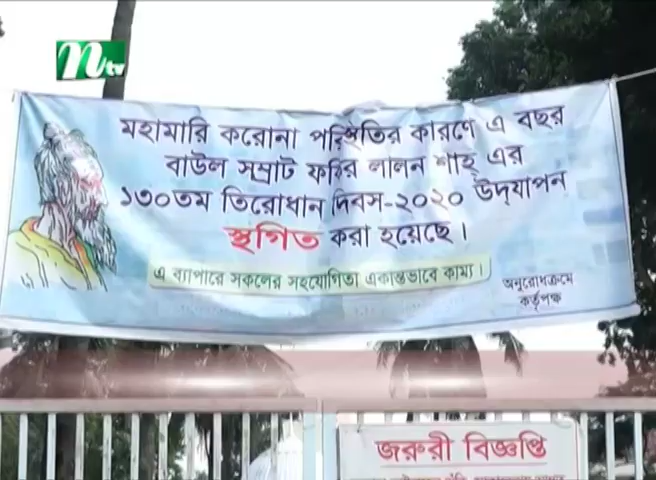 Ntv
মহামারি করোনা পরিস্থিতির কারণে এ বছর
বাউল সম্রাট ফকির লালন শাহ্ এর
১৩০তম তিরোধান দিবস-২০২০ উদ্‌যাপন
স্থগিত করা হয়েছে।
এ ব্যাপারে সকলের সহযোগিতা একান্তভাবে কাম্য।
অনুরোধক্রমে
কর্তৃপক্ষ
জরুরী বিজ্ঞপ্তি